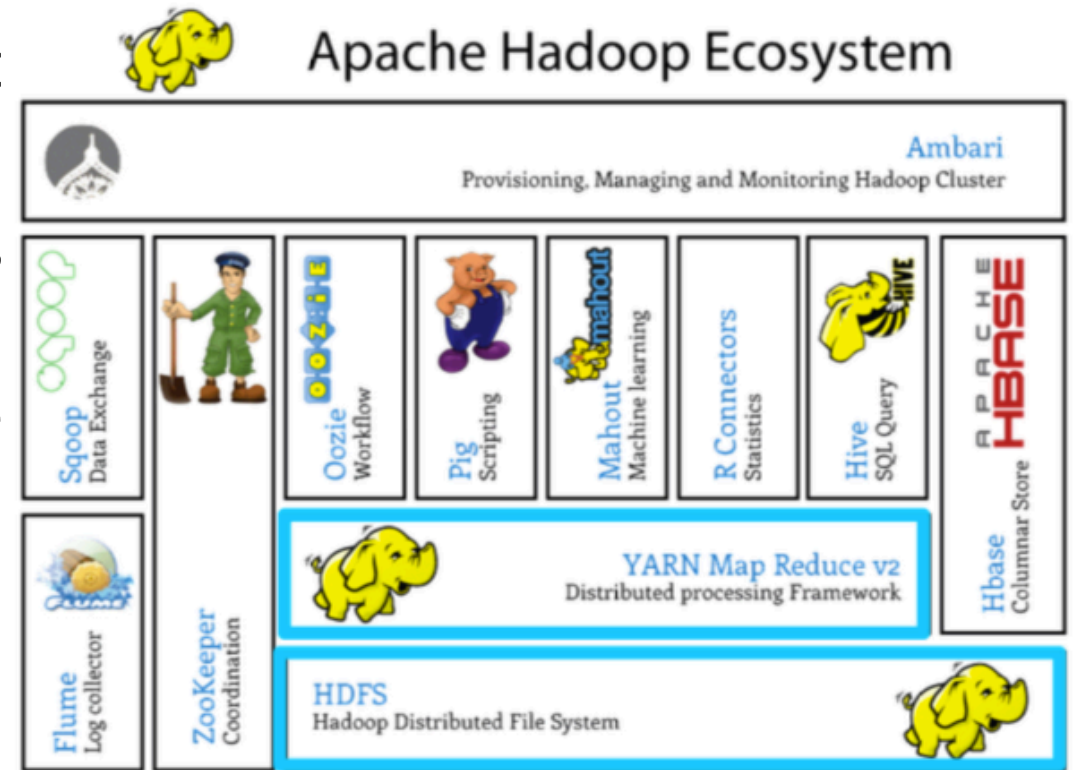 Apache Hadoop Ecosystem
Ambari
Provisioning, Managing and Monitoring Hadoop Cluster
sqoop
Sqoop
Data Exchange
ZooKeeper
Coordination
OOZIE
Oozie
Workflow
Pig
Scripting
mahout
Mahout
Machine learning
R Connectors
Statistics
HIVE
Hive
SQL Query
APACHE
HBASE
Hbase
Columnar Store
FLUME
Flume
Log collector
YARN Map Reduce v2
Distributed processing Framework
HDFS
Hadoop Distributed File System